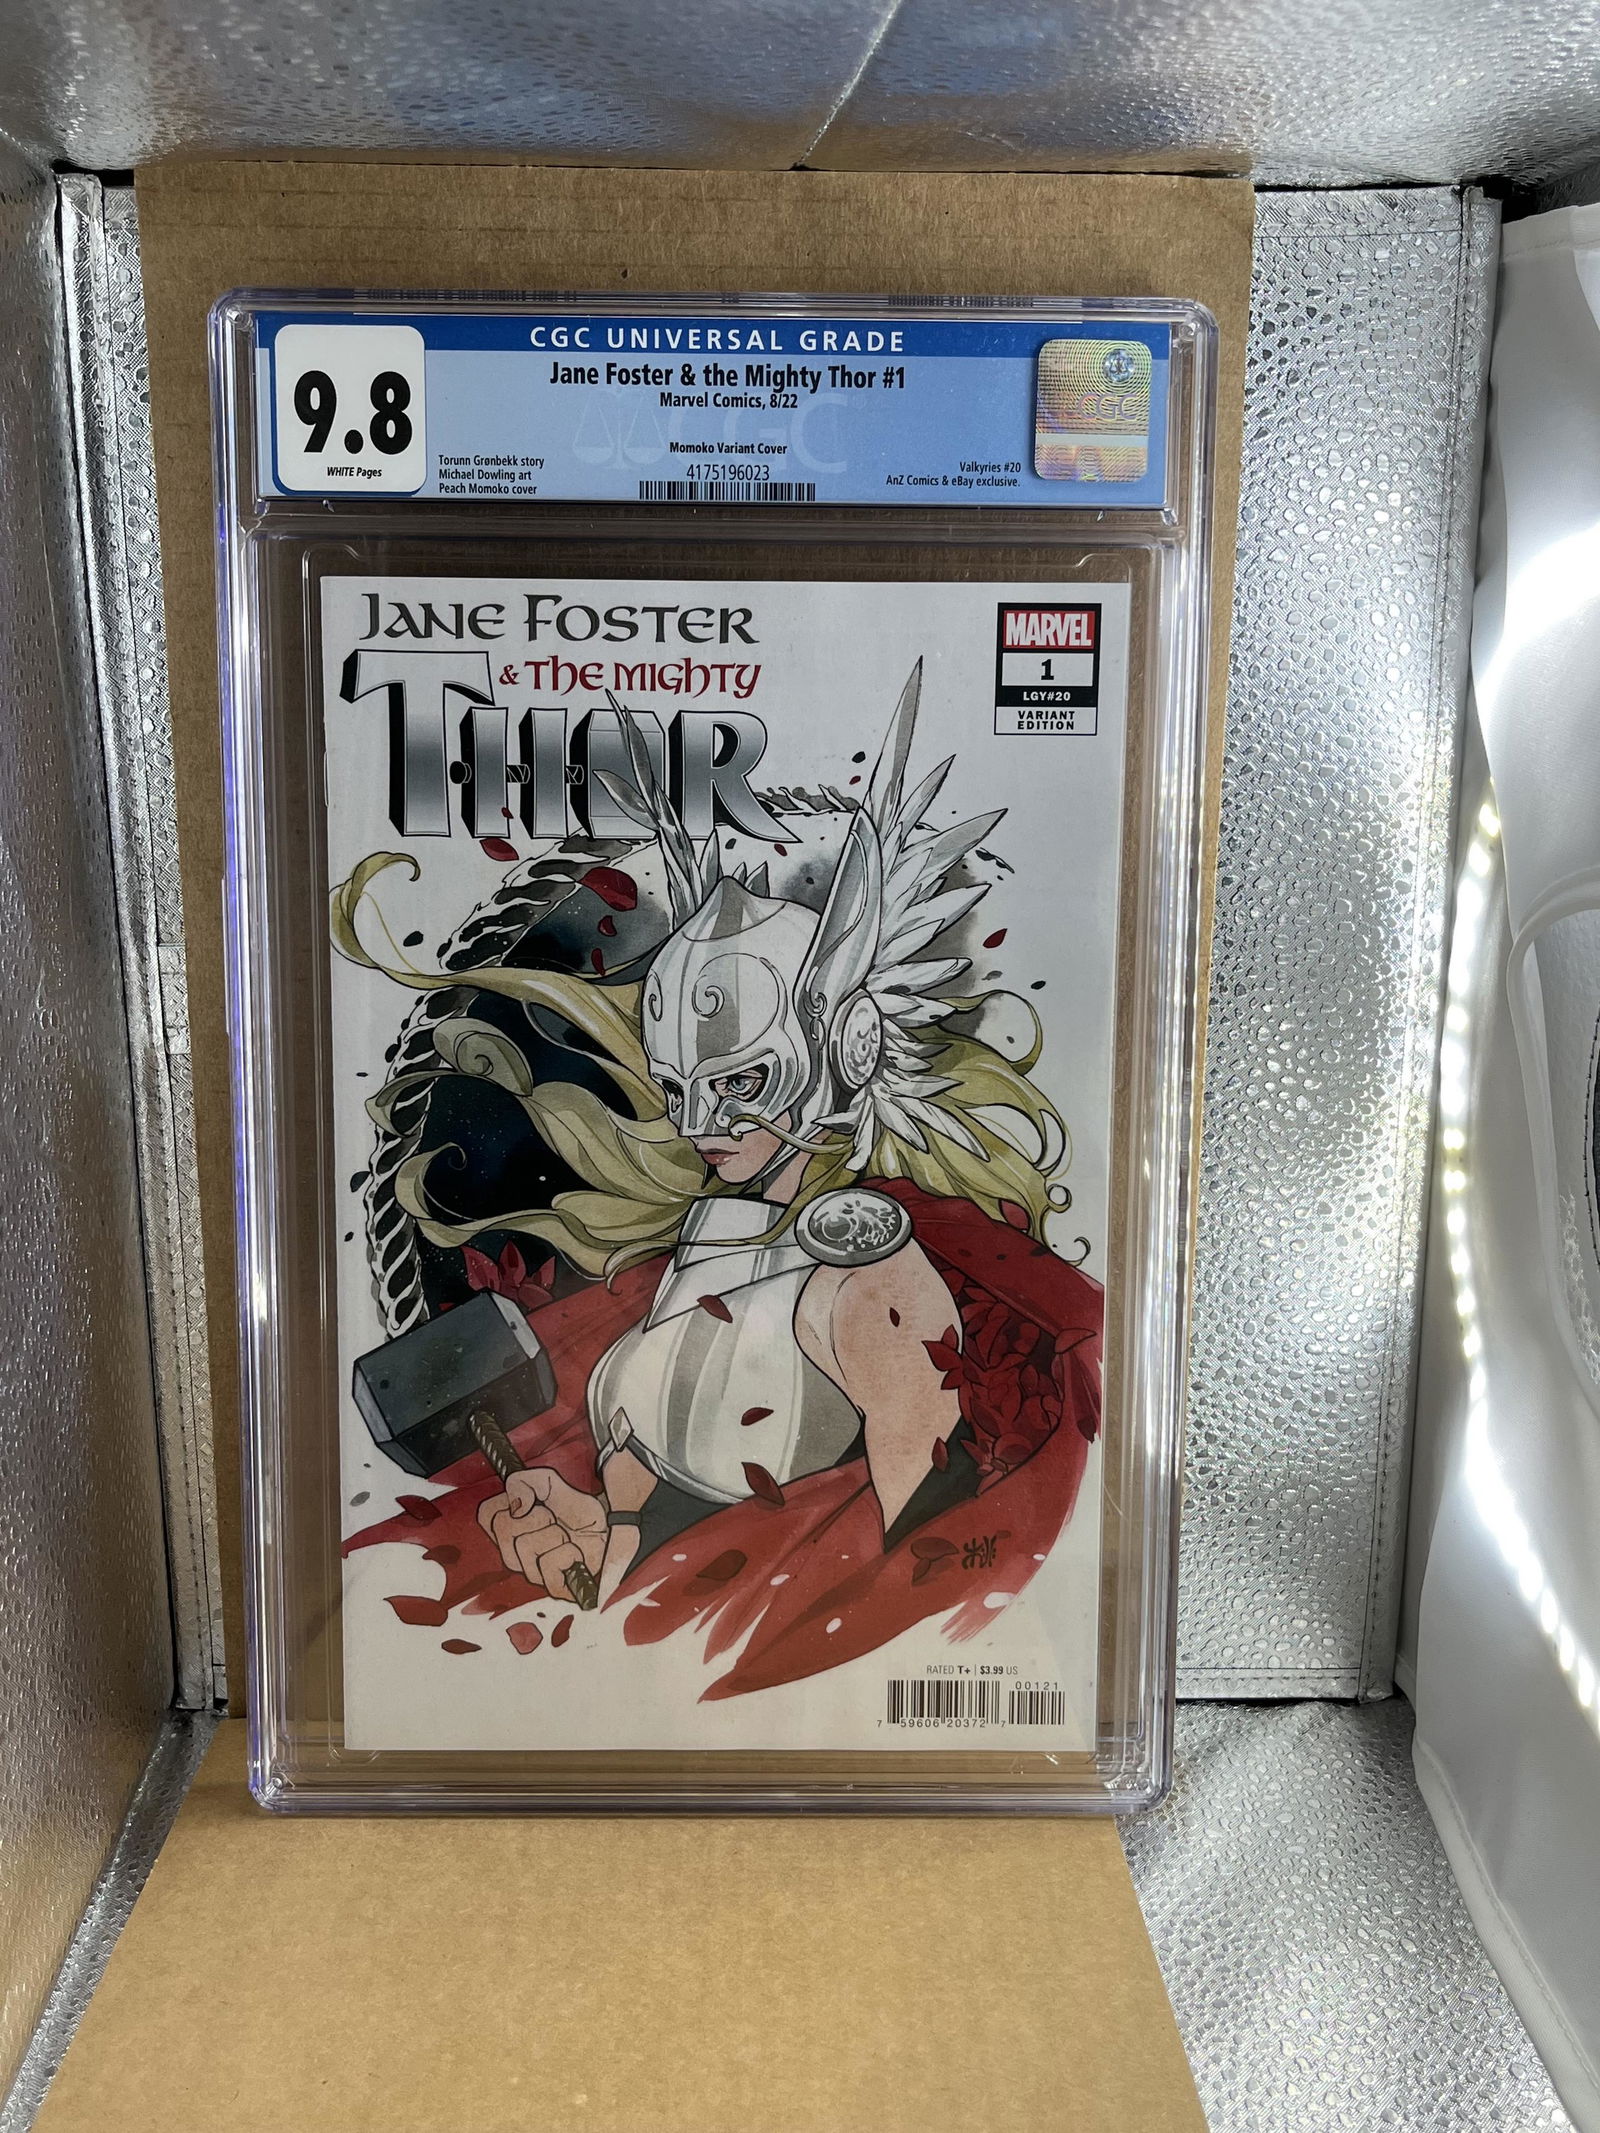 CGC UNIVERSAL GRADE
9.8
WHITE Pages
Jane Foster & the Mighty Thor #1
Marvel Comics, 8/22
Momoko Variant Cover
4175196023
Torunn Grønbekk story
Michael Dowling art
Peach Momoko cover
Valkyries #20
AnZ Comics & eBay exclusive.
CGC
CGC
JANE FOSTER
& THE MIGHTY
THOR
MARVEL
1
LGY#20
VARIANT
EDITION
RATED T+ | $3.99 US
00121
7 59606 20372 7